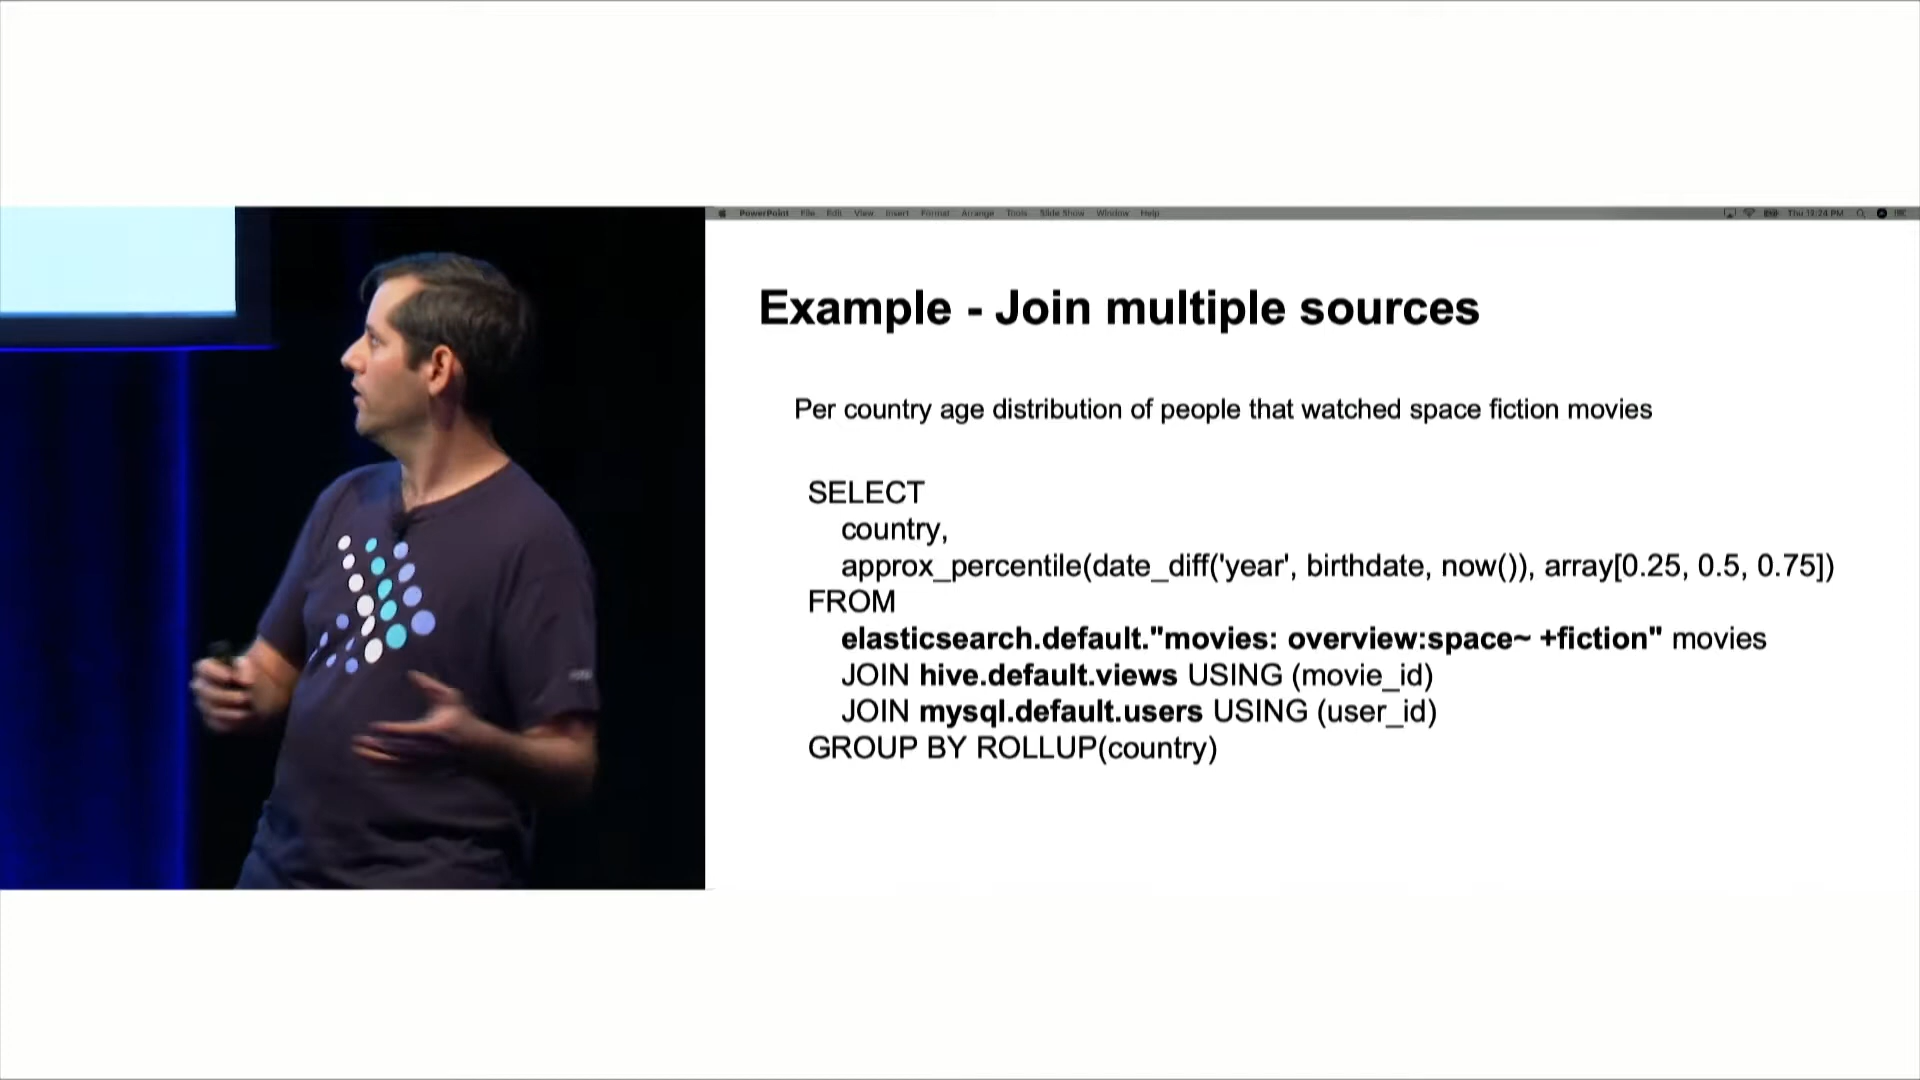 PowerPoint File Edit View Insert Format Arrange Tools Slide Show Window Help Thu 12:24 PM
Example - Join multiple sources
Per country age distribution of people that watched space fiction movies
SELECT
country,
approx_percentile(date_diff('year', birthdate, now()), array[0.25, 0.5, 0.75])
FROM
elasticsearch.default."movies: overview:space~ +fiction" movies
JOIN hive.default.views USING (movie_id)
JOIN mysql.default.users USING (user_id)
GROUP BY ROLLUP(country)